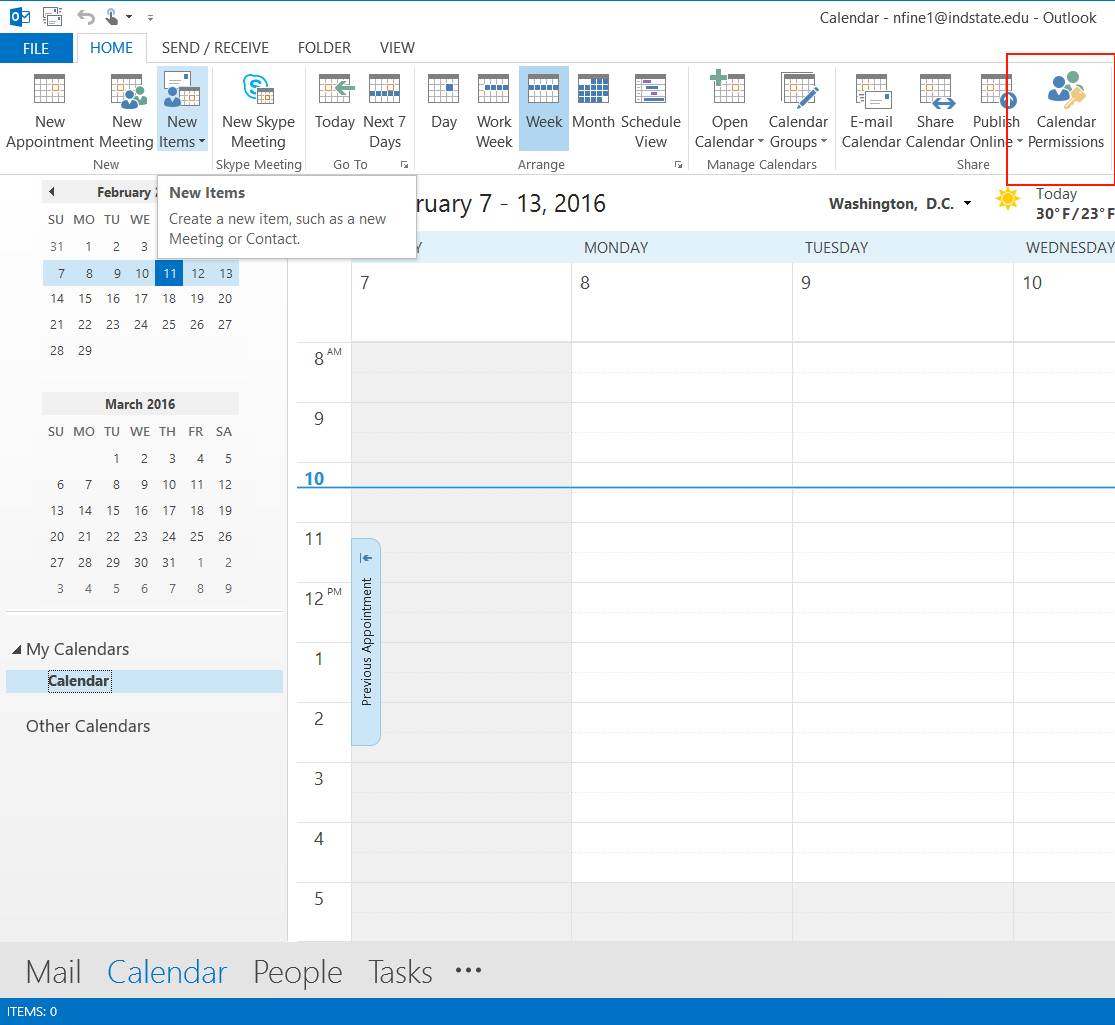 Calendar - nfine1@indstate.edu - Outlook
FILE HOME SEND / RECEIVE FOLDER VIEW
New Appointment
New Meeting
New Items
New Skype Meeting
Today
Next 7 Days
Day
Work Week
Week
Month
Schedule View
Open Calendar
Calendar Groups
E-mail Calendar
Share Calendar
Publish Online
Calendar Permissions
New
Skype Meeting
Go To
Arrange
Manage Calendars
Share
New Items
Create a new item, such as a new
Meeting or Contact.
February
SU MO TU WE
31 1 2 3
7 8 9 10 11 12 13
14 15 16 17 18 19 20
21 22 23 24 25 26 27
28 29
March 2016
SU MO TU WE TH FR SA
1 2 3 4 5
6 7 8 9 10 11 12
13 14 15 16 17 18 19
20 21 22 23 24 25 26
27 28 29 30 31 1 2
3 4 5 6 7 8 9
My Calendars
Calendar
Other Calendars
ruary 7 - 13, 2016
Washington, D.C.
Today
30°F/23°F
Y MONDAY TUESDAY WEDNESDAY
7 8 9 10
8 AM
9
10
11
12 PM
1
2
3
4
5
Previous Appointment
Mail Calendar People Tasks •••
ITEMS: 0